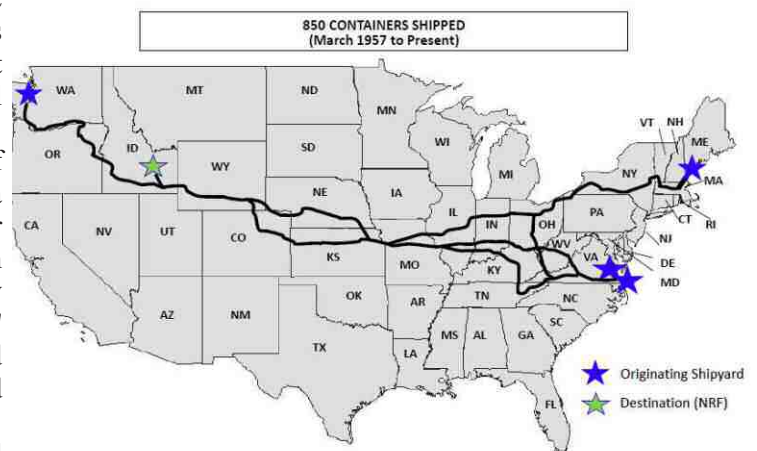 850 CONTAINERS SHIPPED
(March 1957 to Present)
WA
MT
ND
MN
VT
NH
ME
OR
ID
WY
SD
WI
MI
NY
MA
NE
IA
PA
CT
RI
CA
NV
UT
CO
IL
IN
OH
NJ
KS
MO
WV
VA
DE
KY
MD
AZ
NM
OK
AR
TN
NC
TX
MS
AL
GA
SC
LA
FL
Originating Shipyard
Destination (NRF)